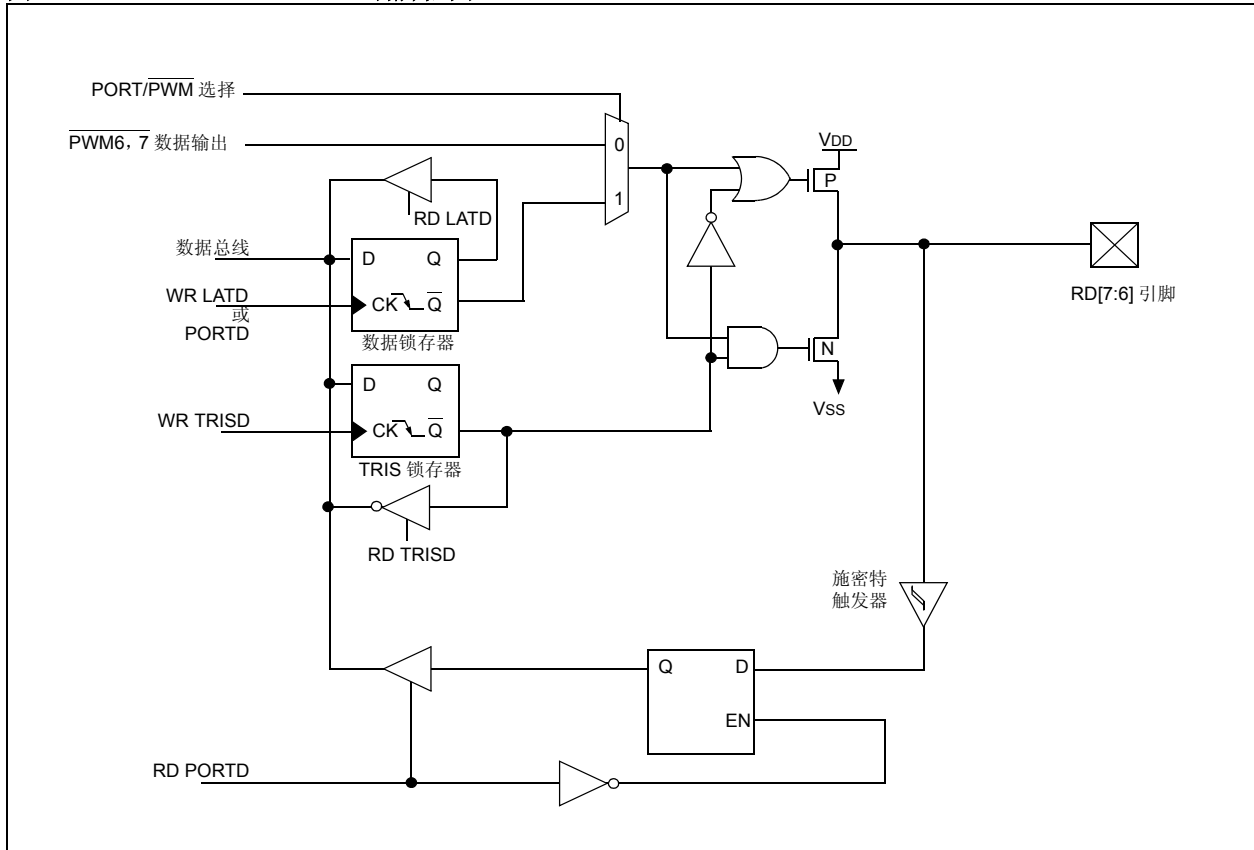 PORT/PWM 选择
PWM6，7 数据输出
0
1
VDD
P
RD LATD
数据总线
D Q
WR LATD
或
PORTD
CK Q
数据锁存器
RD[7:6] 引脚
N
VSS
D Q
WR TRISD
CK Q
TRIS 锁存器
RD TRISD
施密特
触发器
Q D
EN
RD PORTD